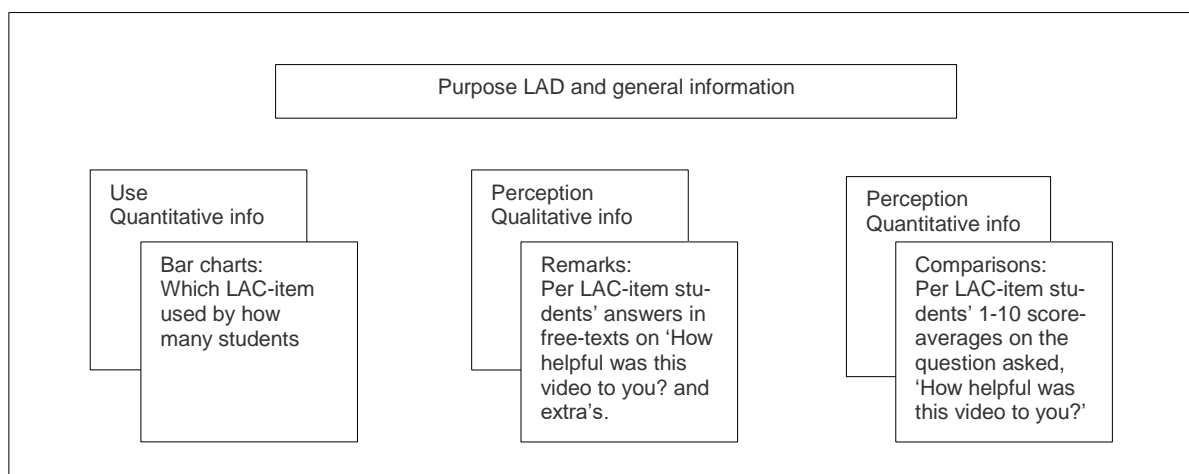 Purpose LAD and general information
Use
Quantitative info
Bar charts:
Which LAC-item
used by how
many students
Perception
Qualitative info
Remarks:
Per LAC-item stu-
dents’ answers in
free-texts on ‘How
helpful was this
video to you? and
extra’s.
Perception
Quantitative info
Comparisons:
Per LAC-item stu-
dents’ 1-10 score-
averages on the
question asked,
‘How helpful was
this video to you?’